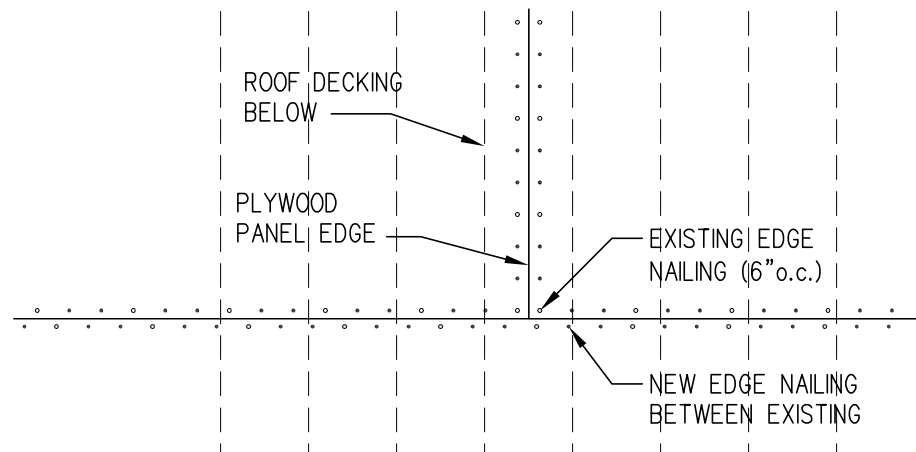 ROOF DECKING
BELOW
PLYWOOD
PANEL EDGE
EXISTING EDGE
NAILING (6"o.c.)
NEW EDGE NAILING
BETWEEN EXISTING